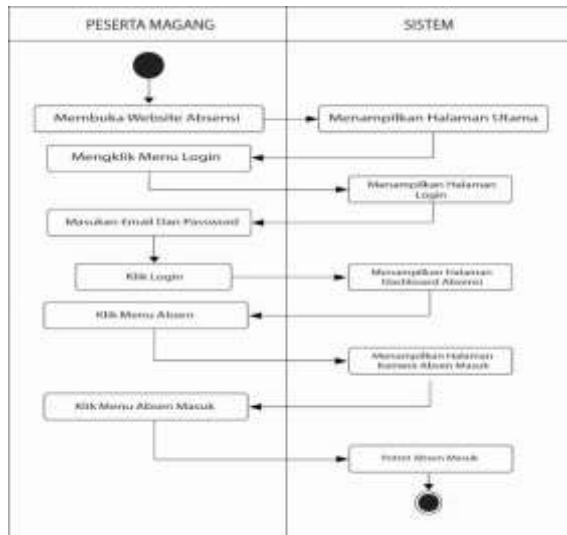 PESERTA MAGANG
SISTEM
Membuka Website Absensi
Menampilkan Halaman Utama
Mengklik Menu Login
Menampilkan Halaman
Login
Masukan Email Dan Password
Klik Login
Menampilkan Halaman
Dashboard Absensi
Klik Menu Absen
Menampilkan Halaman
Absen Masuk
Klik Menu Absen Masuk
Absen Masuk